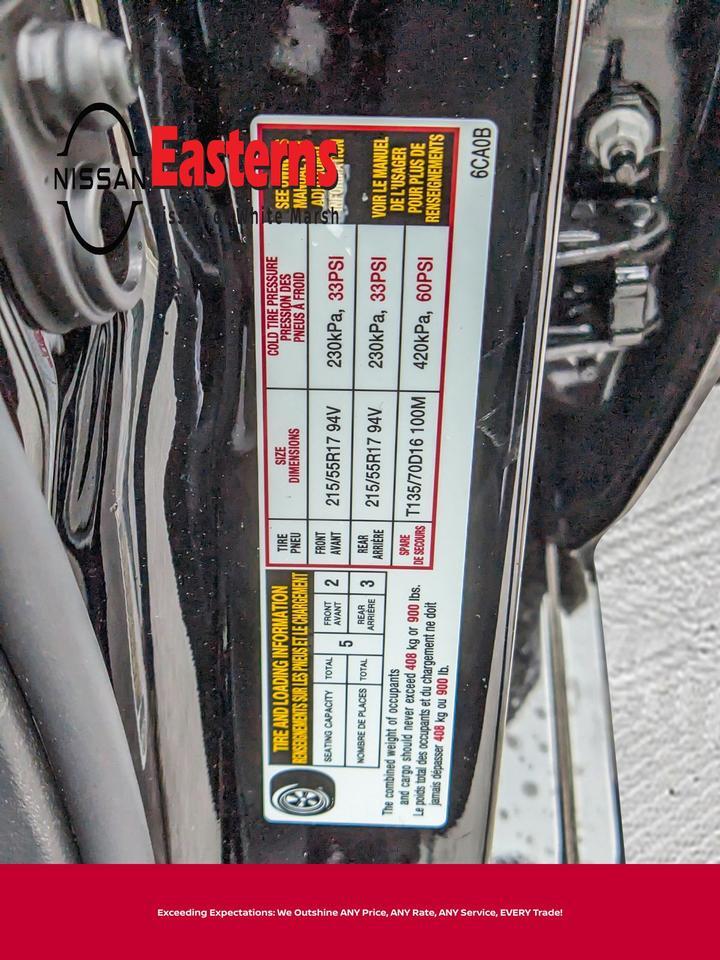 NISSAN
Easterns
White Marsh
TIRE AND LOADING INFORMATION
RENSEIGNEMENTS SUR LES PNEUS ET LE CHARGEMENT
SEATING CAPACITY TOTAL 5 FRONT AVANT 2 REAR ARRIÈRE 3
NOMBRE DE PLACES TOTAL
The combined weight of occupants
and cargo should never exceed 408 kg or 900 lbs.
Le poids total des occupants et du chargement ne doit
jamais dépasser 408 kg ou 900 lb.
TIRE PNEU
SIZE DIMENSIONS
COLD TIRE PRESSURE
PRESSION DES
PNEUS À FROID
FRONT AVANT 215/55R17 94V 230kPa, 33PSI
REAR ARRIÈRE 215/55R17 94V 230kPa, 33PSI
SPARE DE SECOURS T135/70D16 100M 420kPa, 60PSI
SEE
VOIR LE MANUEL
DE L'USAGER
POUR PLUS DE
RENSEIGNEMENTS
6CA0B
Exceeding Expectations: We Outshine ANY Price, ANY Rate, ANY Service, EVERY Trade!